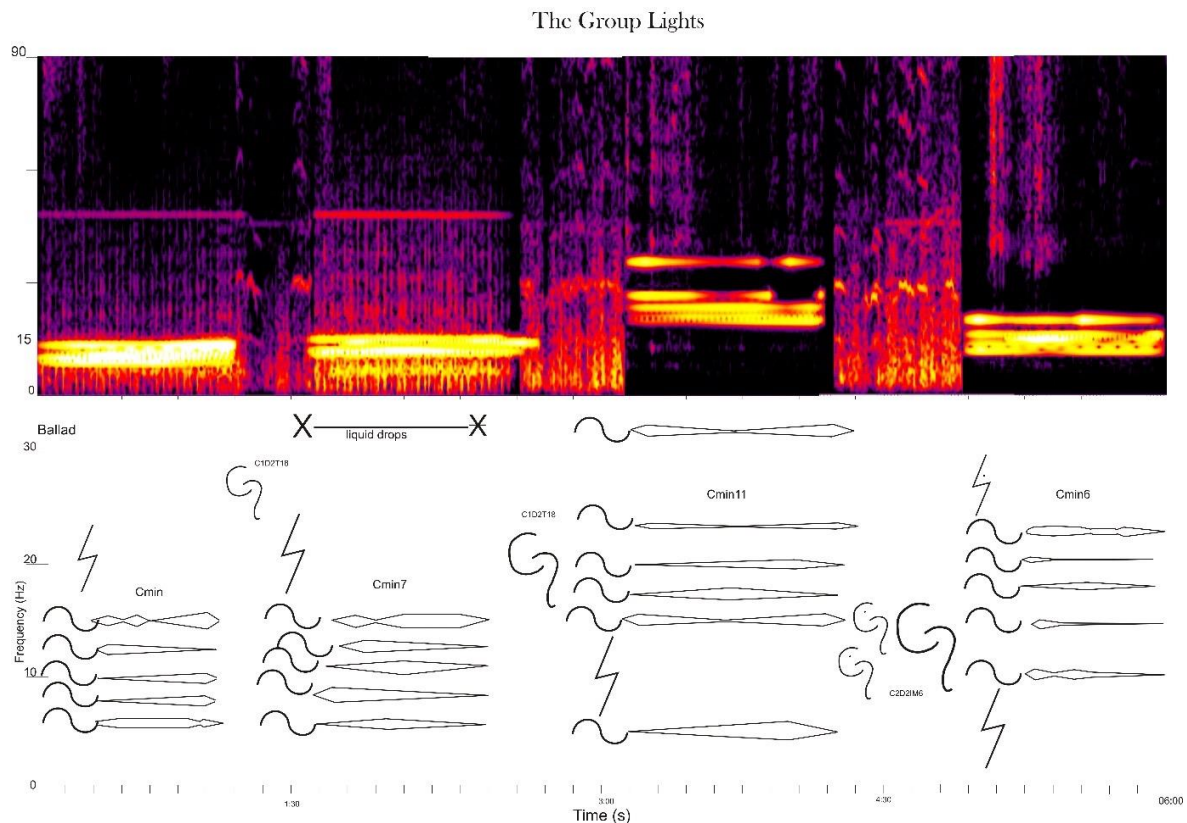 The Group Lights
90
15
0
Ballad
30
liquid drops
C1D2T18
C1D2T18
Cmin11
Cmin6
20
Cmin
Cmin7
Frequency (Hz)
10
C2D2IM6
0
1:30
3:00
4:30
06:00
Time (s)